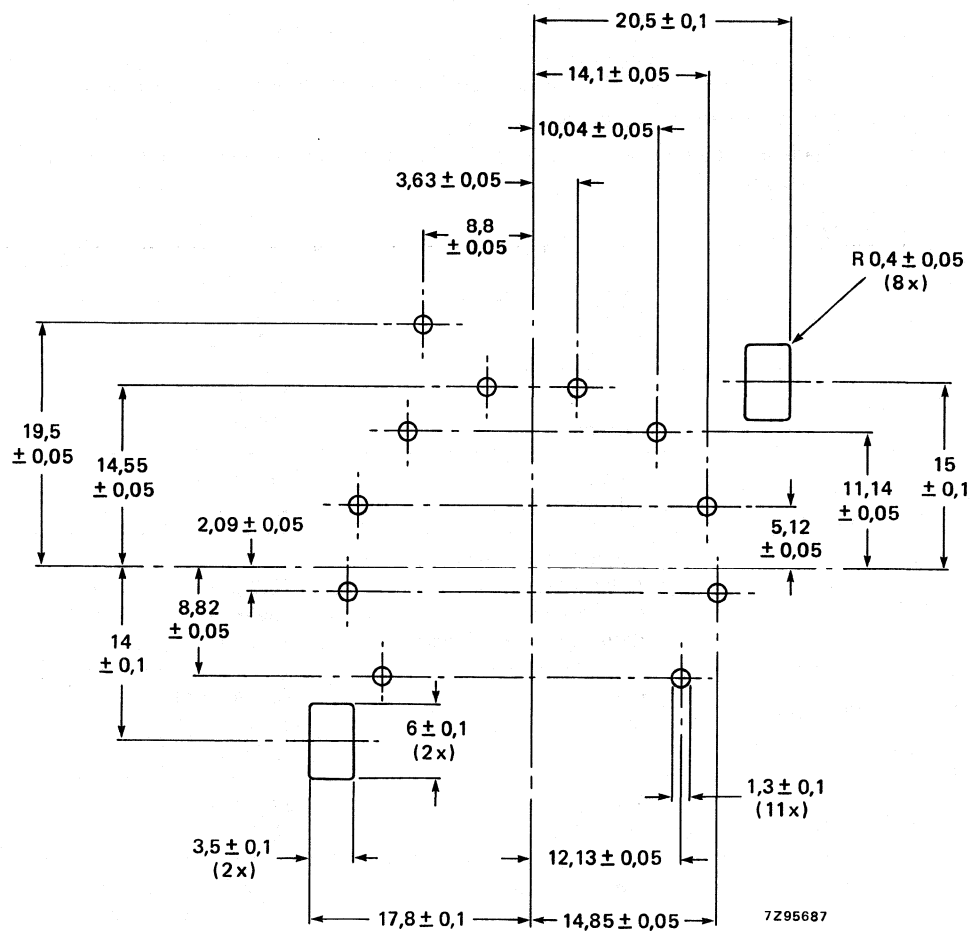 20,5 ± 0,1
14,1 ± 0,05
10,04 ± 0,05
3,63 ± 0,05
8,8
± 0,05
R 0,4 ± 0,05
(8x)
19,5
± 0,05
14,55
± 0,05
2,09 ± 0,05
15
± 0,1
11,14
± 0,05
5,12
± 0,05
8,82
± 0,05
14
± 0,1
6 ± 0,1
(2x)
1,3 ± 0,1
(11x)
3,5 ± 0,1
(2x)
12,13 ± 0,05
17,8 ± 0,1
14,85 ± 0,05
7Z95687